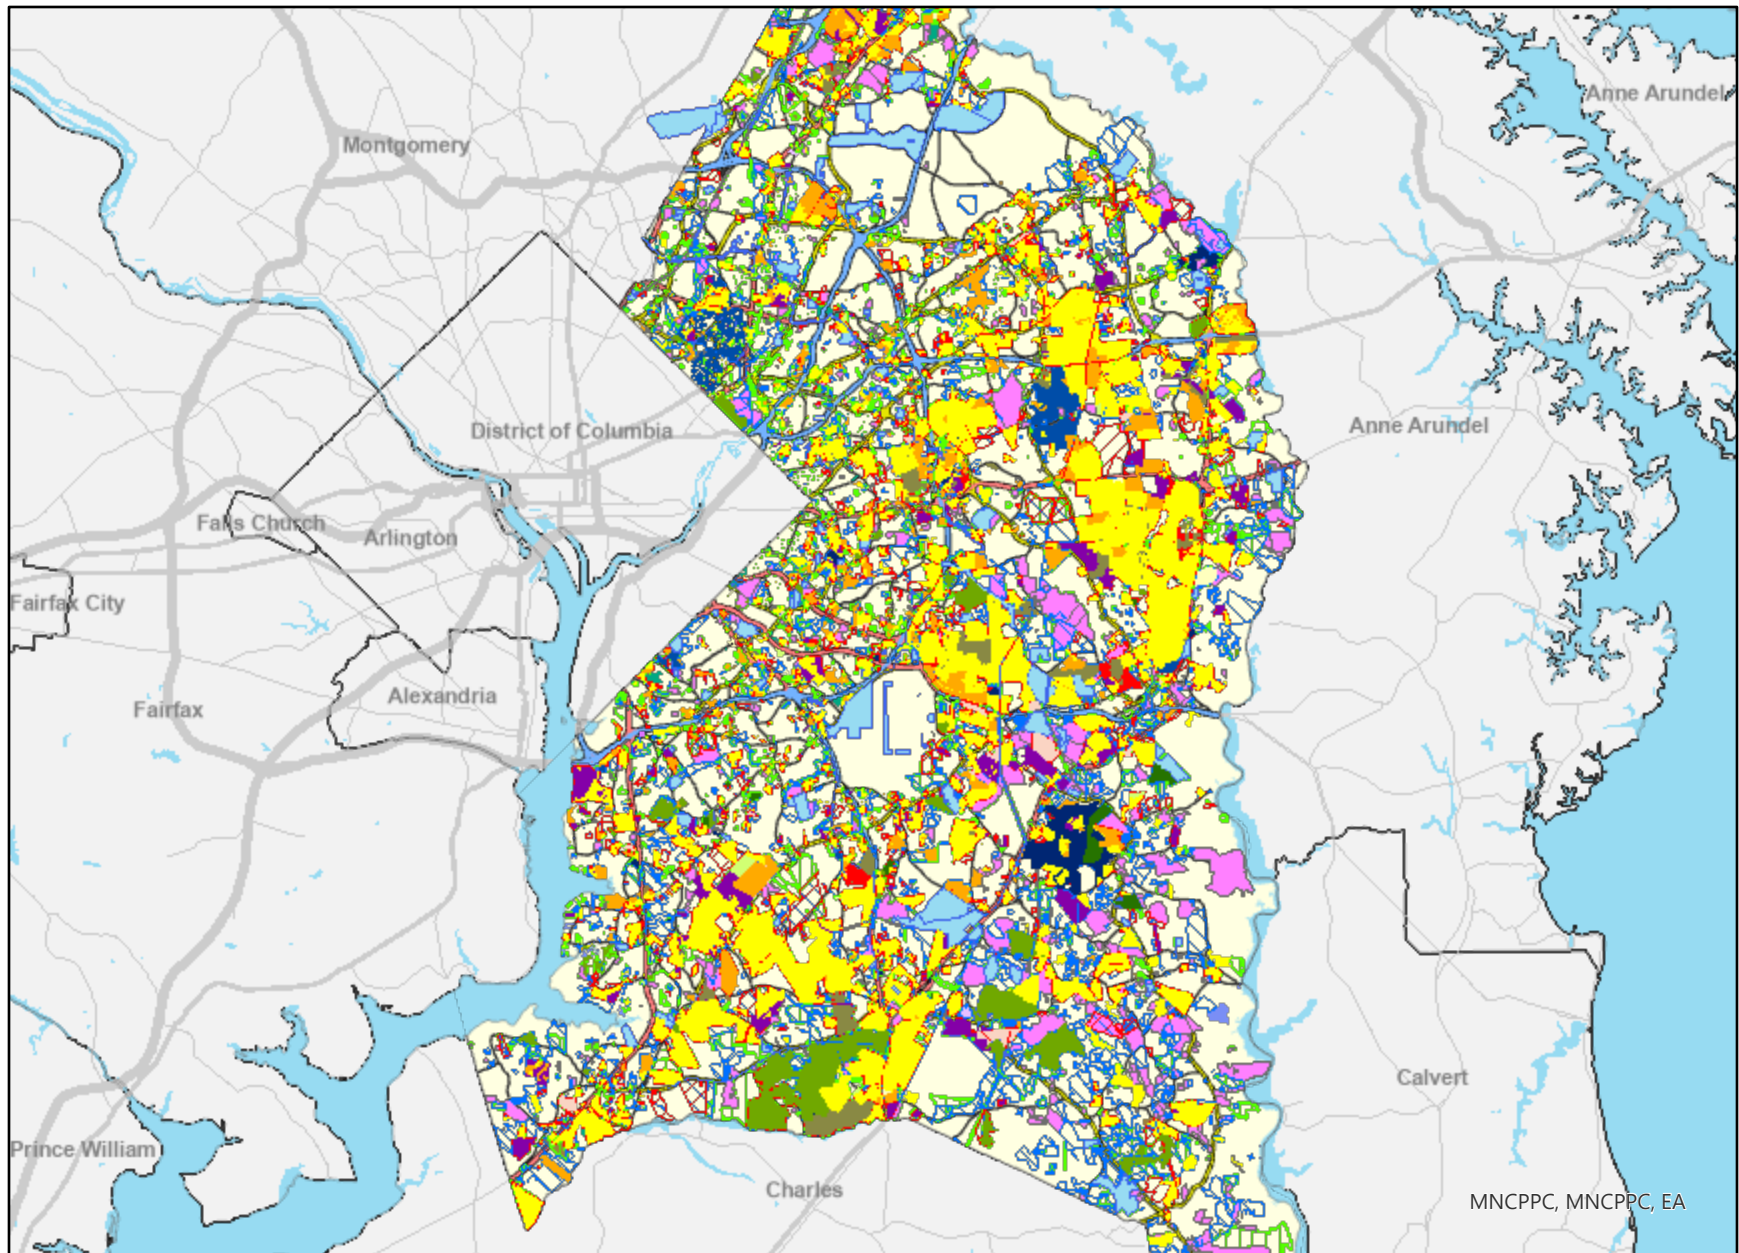 Anne Arundel
Montgomery
District of Columbia
Anne Arundel
Falls Church
Arlington
Fairfax City
Alexandria
Fairfax
Calvert
Prince William
Charles
MNCPPC, MNCPPC, EA